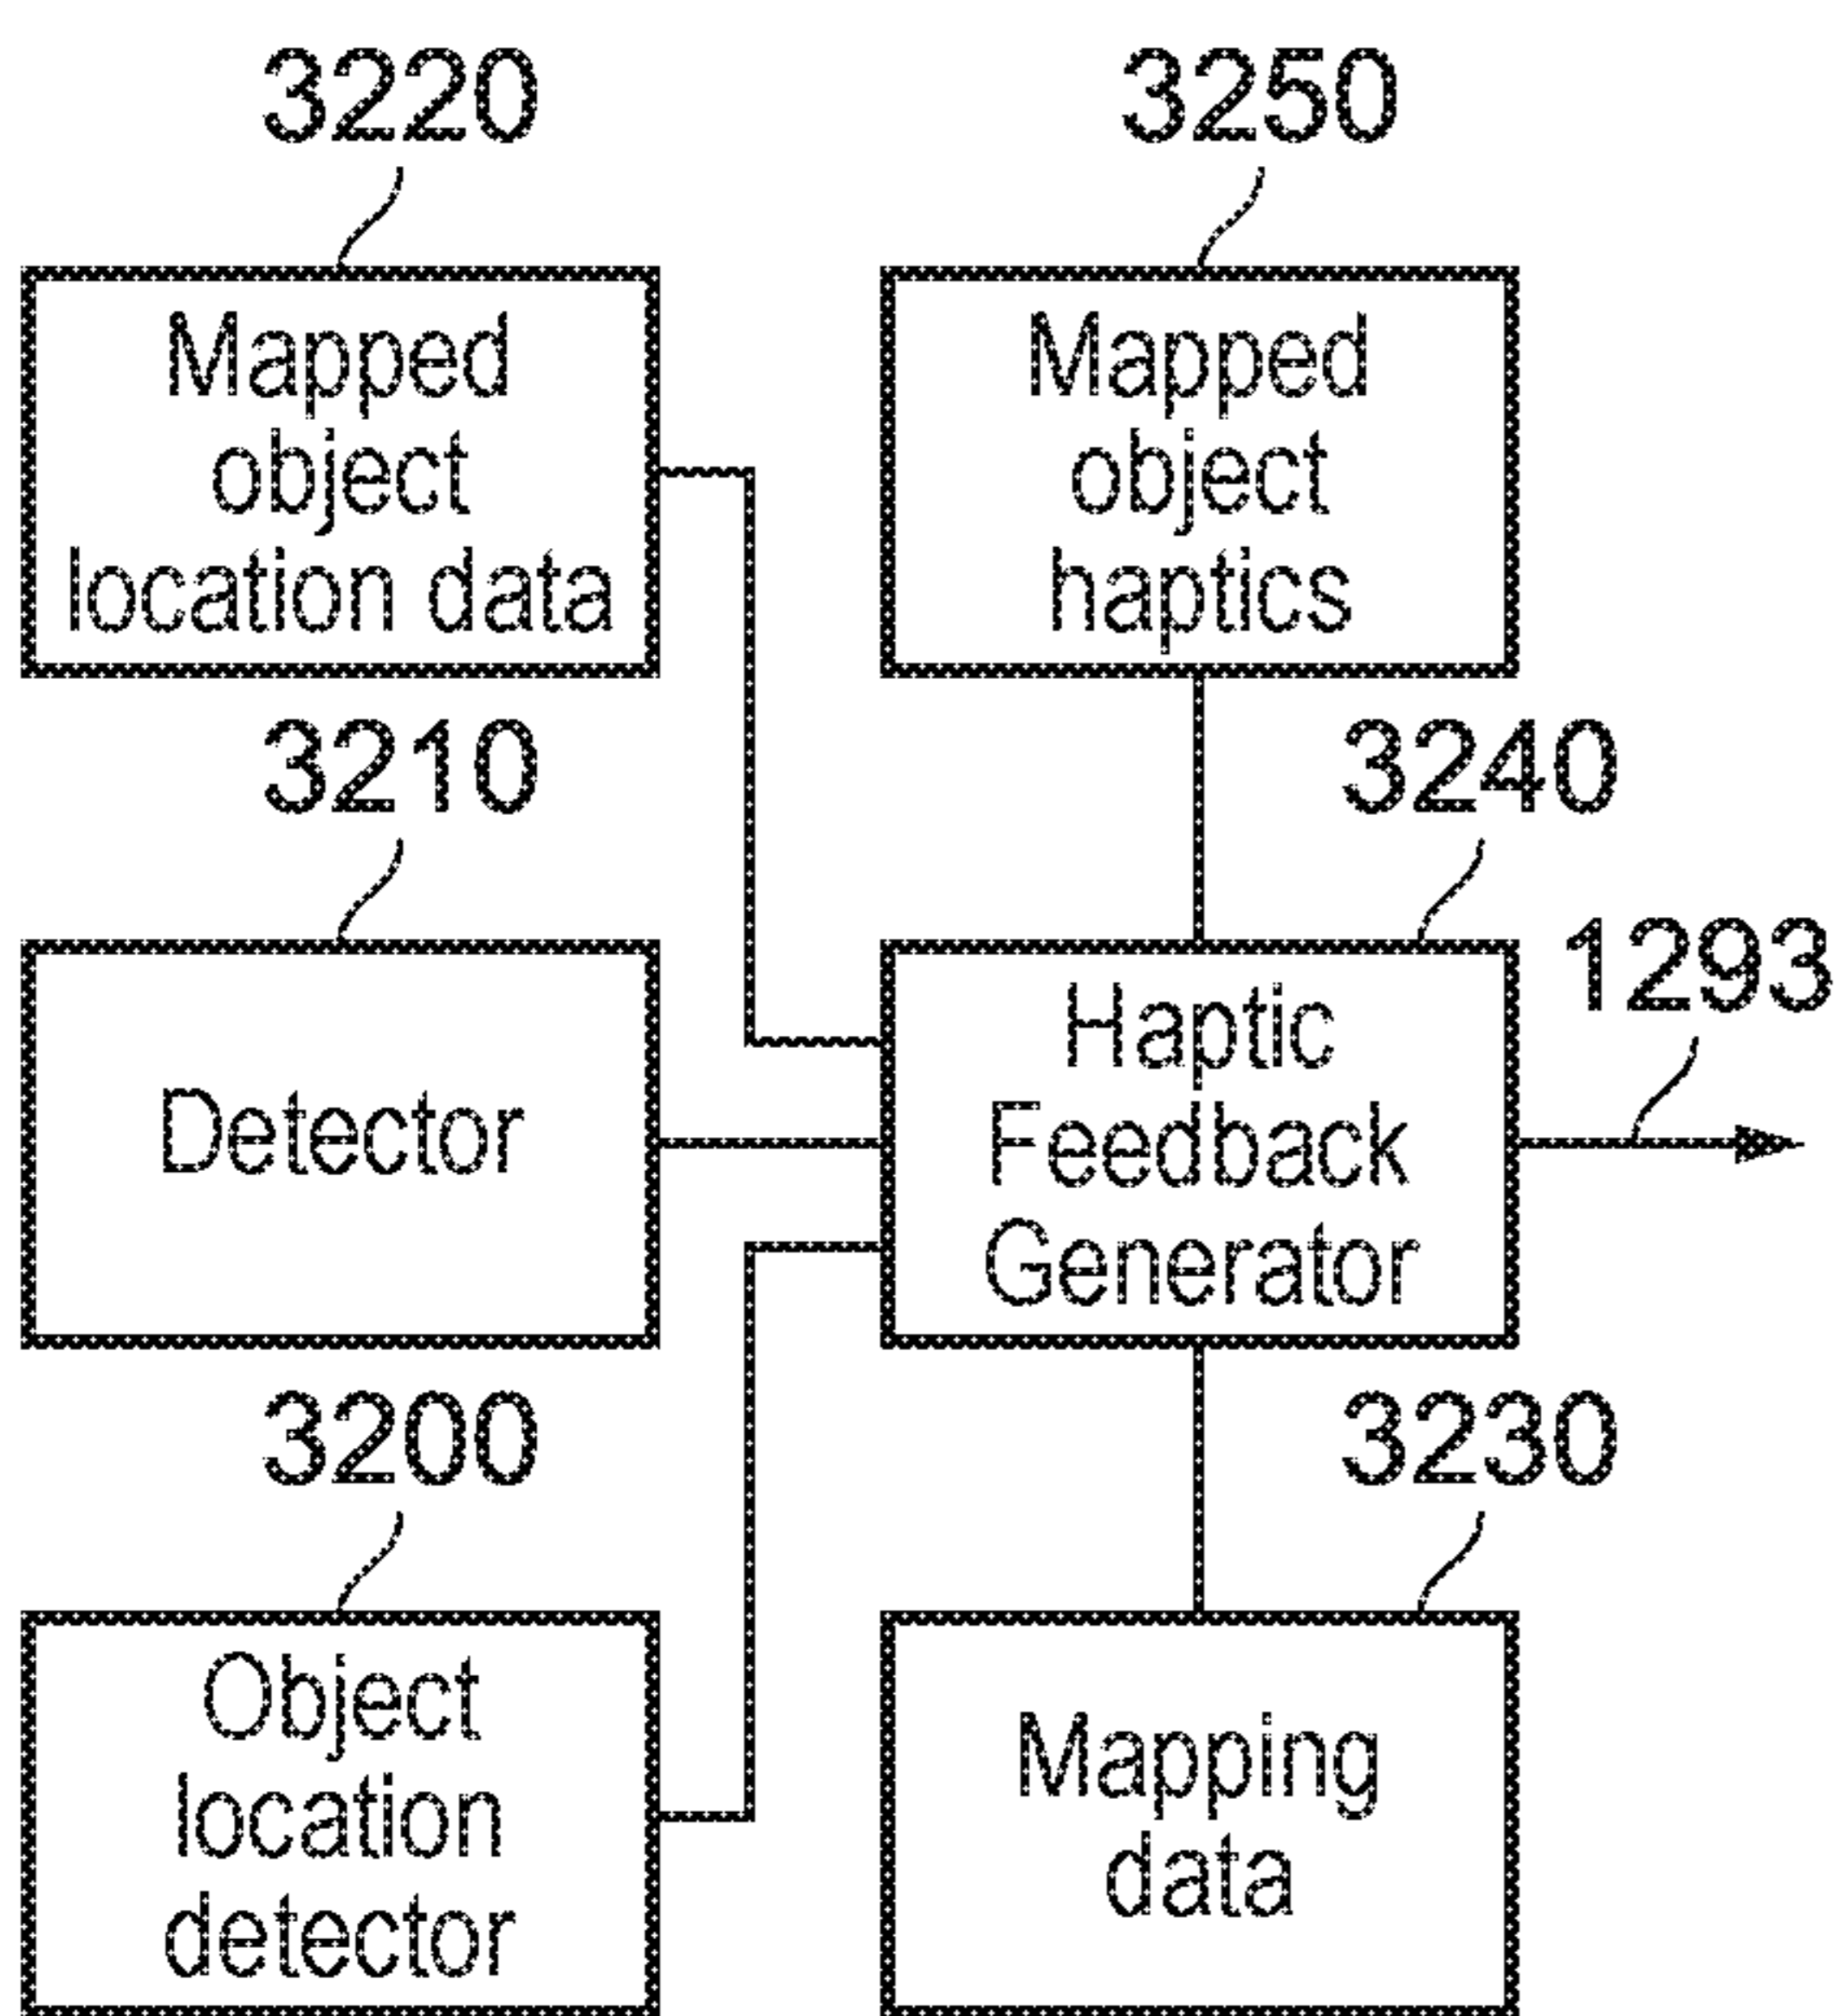 3220
Mapped
object
location data
3250
Mapped
object
haptics
3210
Detector
3240
Haptic
Feedback
Generator
1293
3200
Object
location
detector
3230
Mapping
data